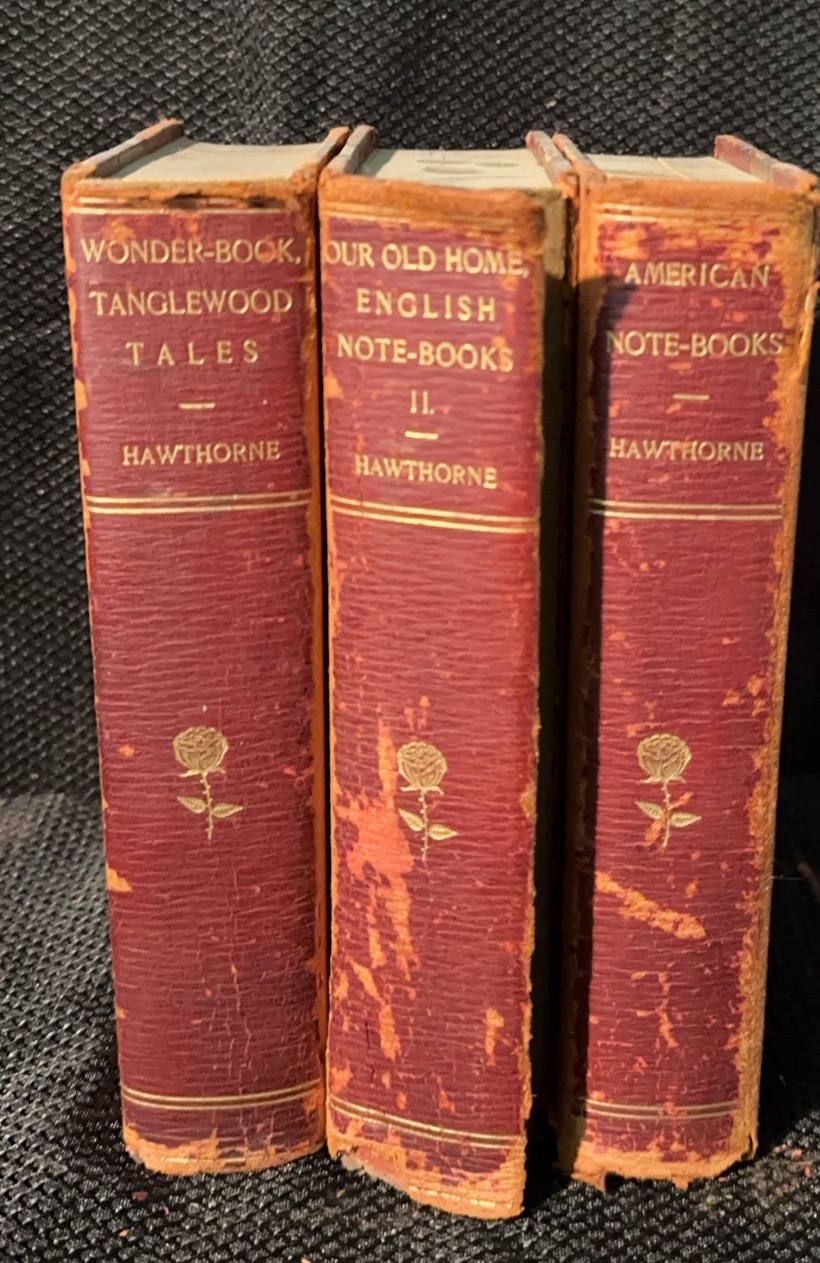 WONDER-BOOK,
TANGLEWOOD
TALES
HAWTHORNE
OUR OLD HOME,
ENGLISH
NOTE-BOOKS
II.
HAWTHORNE
AMERICAN
NOTE-BOOKS
HAWTHORNE